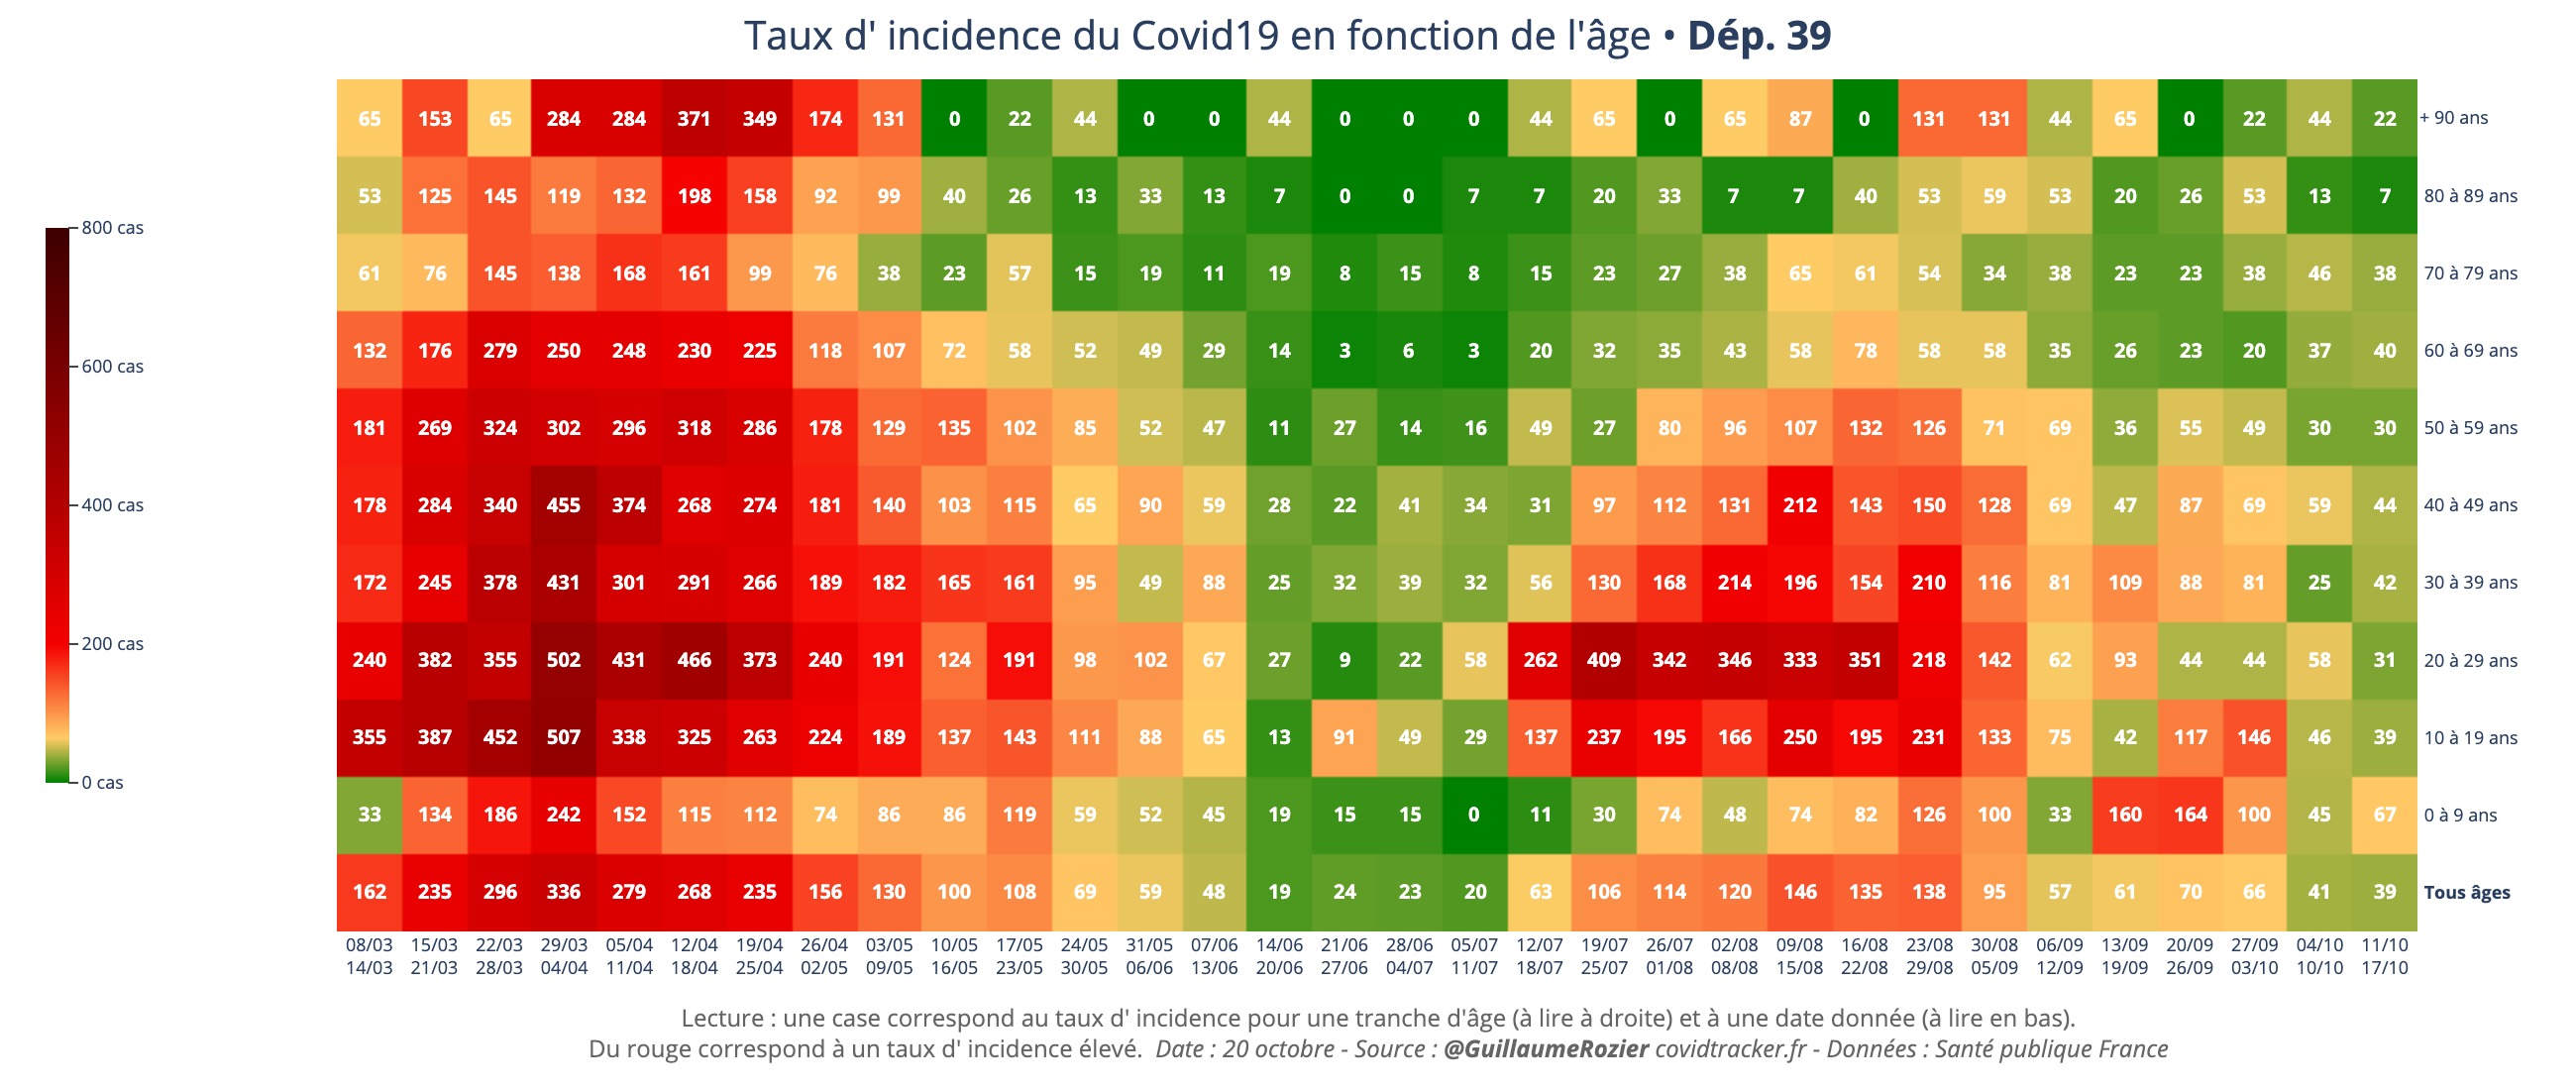 Taux d' incidence du Covid19 en fonction de l'âge • Dép. 39
800 cas
600 cas
400 cas
200 cas
0 cas
65 153 65 284 284 371 349 174 131 0 22 44 0 0 44 0 0 0 44 65 0 65 87 0 131 131 44 65 0 22 44 22 + 90 ans
53 125 145 119 132 198 158 92 99 40 26 13 33 13 7 0 0 7 7 20 33 7 7 40 53 59 53 20 26 53 13 7 80 à 89 ans
61 76 145 138 168 161 99 76 38 23 57 15 19 11 19 8 15 8 15 23 27 38 65 61 54 34 38 23 23 38 46 38 70 à 79 ans
132 176 279 250 248 230 225 118 107 72 58 52 49 29 14 3 6 3 20 32 35 43 58 78 58 58 35 26 23 20 37 40 60 à 69 ans
181 269 324 302 296 318 286 178 129 135 102 85 52 47 11 27 14 16 49 27 80 96 107 132 126 71 69 36 55 49 30 30 50 à 59 ans
178 284 340 455 374 268 274 181 140 103 115 65 90 59 28 22 41 34 31 97 112 131 212 143 150 128 69 47 87 69 59 44 40 à 49 ans
172 245 378 431 301 291 266 189 182 165 161 95 49 88 25 32 39 32 56 130 168 214 196 154 210 116 81 109 88 81 25 42 30 à 39 ans
240 382 355 502 431 466 373 240 191 124 191 98 102 67 27 9 22 58 262 409 342 346 333 351 218 142 62 93 44 44 58 31 20 à 29 ans
355 387 452 507 338 325 263 224 189 137 143 111 88 65 13 91 49 29 137 237 195 166 250 195 231 133 75 42 117 146 46 39 10 à 19 ans
33 134 186 242 152 115 112 74 86 86 119 59 52 45 19 15 15 0 11 30 74 48 74 82 126 100 33 160 164 100 45 67 0 à 9 ans
162 235 296 336 279 268 235 156 130 100 108 69 59 48 19 24 23 20 63 106 114 120 146 135 138 95 57 61 70 66 41 39 Tous âges
08/03 15/03 22/03 29/03 05/04 12/04 19/04 26/04 03/05 10/05 17/05 24/05 31/05 07/06 14/06 21/06 28/06 05/07 12/07 19/07 26/07 02/08 09/08 16/08 23/08 30/08 06/09 13/09 20/09 27/09 04/10 11/10
14/03 21/03 28/03 04/04 11/04 18/04 25/04 02/05 09/05 16/05 23/05 30/05 06/06 13/06 20/06 27/06 04/07 11/07 18/07 25/07 01/08 08/08 15/08 22/08 29/08 05/09 12/09 19/09 26/09 03/10 10/10 17/10
Lecture : une case correspond au taux d' incidence pour une tranche d'âge (à lire à droite) et à une date donnée (à lire en bas).
Du rouge correspond à un taux d' incidence élevé. Date : 20 octobre - Source : @GuillaumeRozier covidtracker.fr - Données : Santé publique France